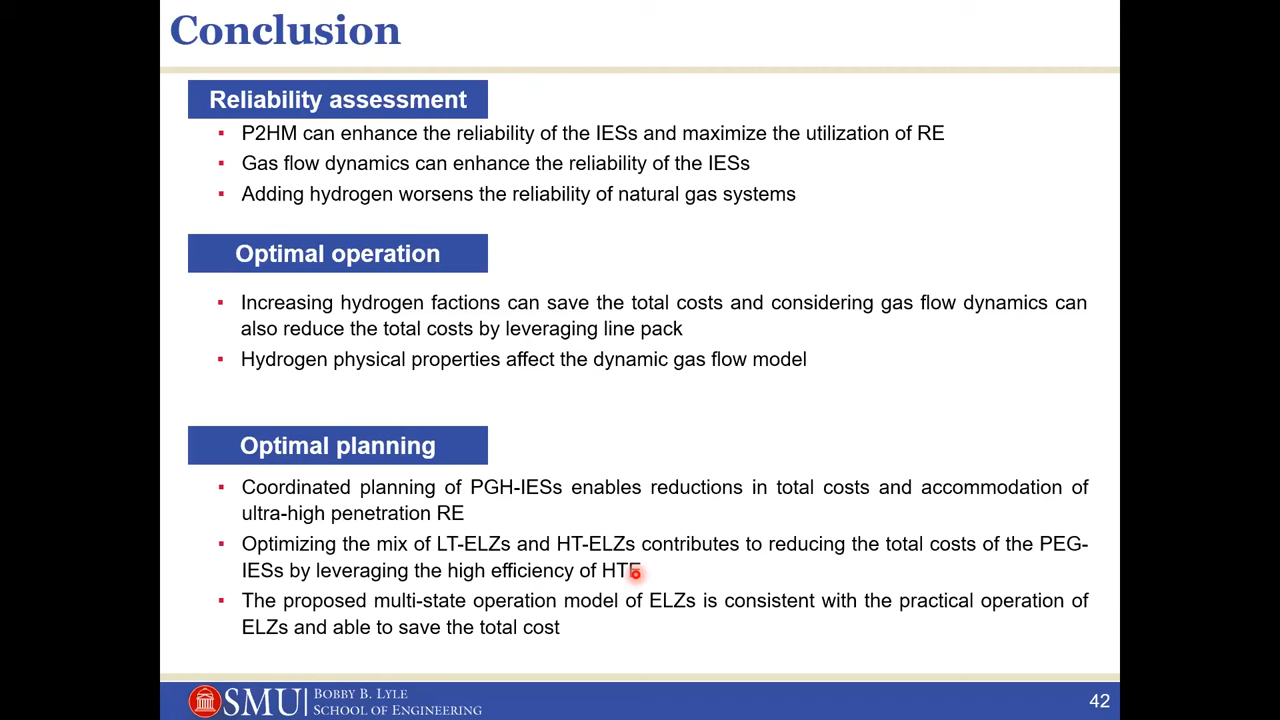 Conclusion
Reliability assessment
▪ P2HM can enhance the reliability of the IESs and maximize the utilization of RE
▪ Gas flow dynamics can enhance the reliability of the IESs
▪ Adding hydrogen worsens the reliability of natural gas systems
Optimal operation
▪ Increasing hydrogen factions can save the total costs and considering gas flow dynamics can
also reduce the total costs by leveraging line pack
▪ Hydrogen physical properties affect the dynamic gas flow model
Optimal planning
▪ Coordinated planning of PGH-IESs enables reductions in total costs and accommodation of
ultra-high penetration RE
▪ Optimizing the mix of LT-ELZs and HT-ELZs contributes to reducing the total costs of the PEG-
IESs by leveraging the high efficiency of HTE
▪ The proposed multi-state operation model of ELZs is consistent with the practical operation of
ELZs and able to save the total cost
SMU | BOBBY B. LYLE
SCHOOL OF ENGINEERING
42